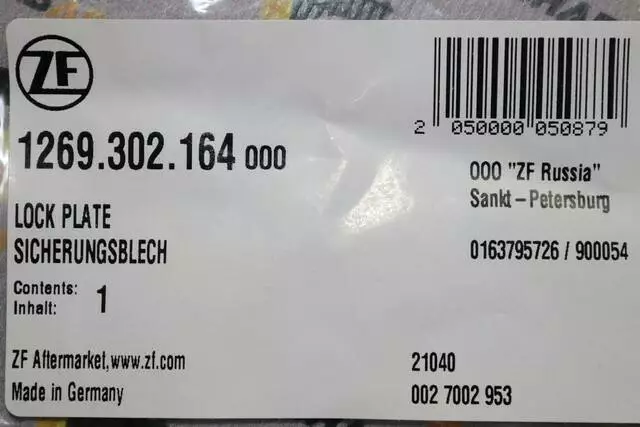 ZF
2 050000 050879
1269.302.164 000
OOO "ZF Russia"
Sankt-Petersburg
LOCK PLATE
SICHERUNGSBLECH
0163795726 / 900054
Contents:
Inhalt: 1
ZF Aftermarket,www.zf.com
21040
Made in Germany
002 7002 953